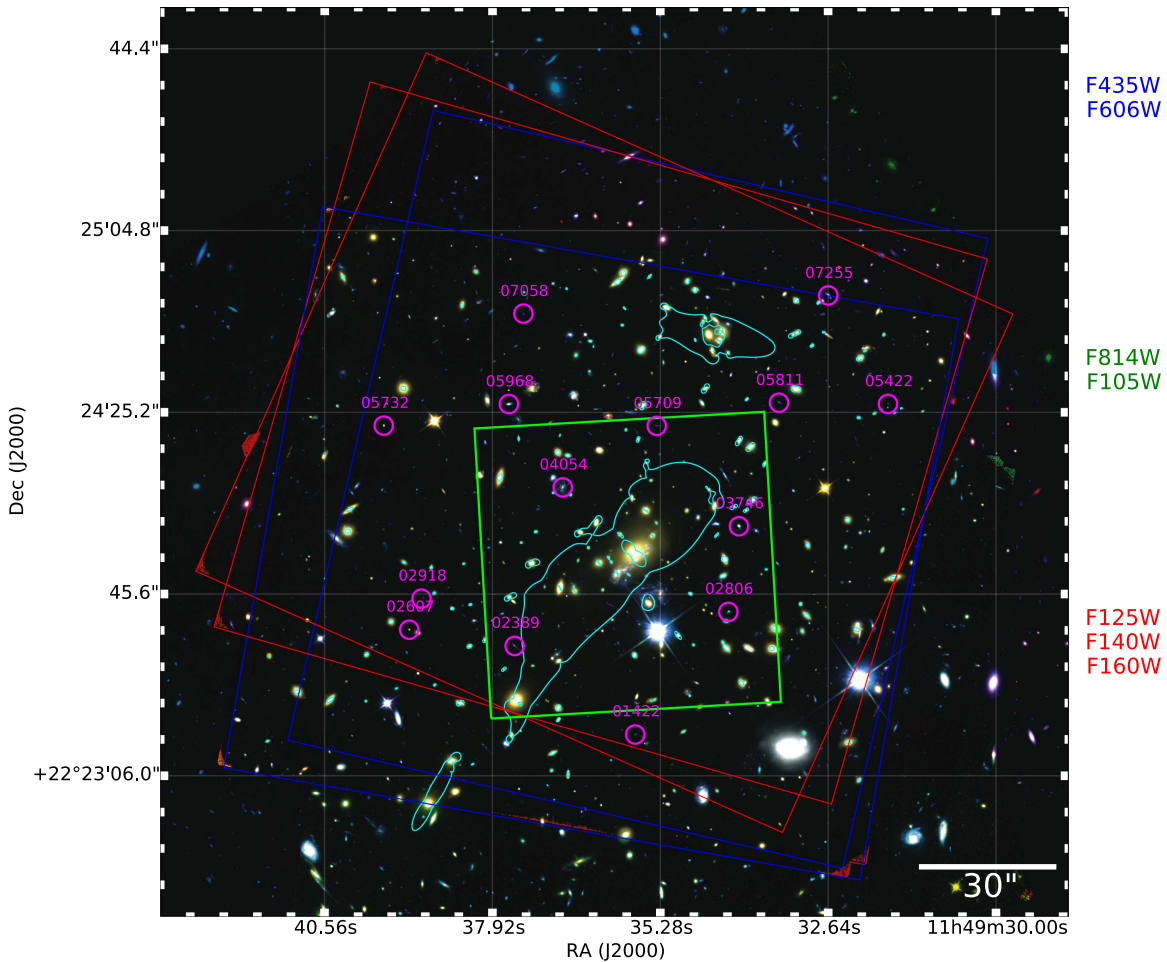 44.4"
F435W
F606W
25'04.8"
07255
07058
F814W
F105W
05968
05811
05422
05732
05709
24'25.2"
04054
03746
Dec (J2000)
02918
02806
45.6"
02607
02389
F125W
F140W
F160W
01422
+22°23'06.0"
30"
40.56s
37.92s
35.28s
32.64s
11h49m30.00s
RA (J2000)